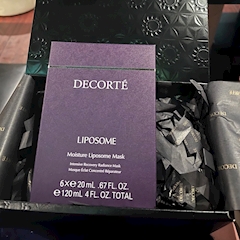 DECORTÉ
LIPOSOME
Moisture Liposome Mask
Intensive Recovery Radiance Mask
Masque Éclat Concentré Réparateur
6X℮20 mL .67 FL. OZ.
℮120 mL 4 FL. OZ. TOTAL